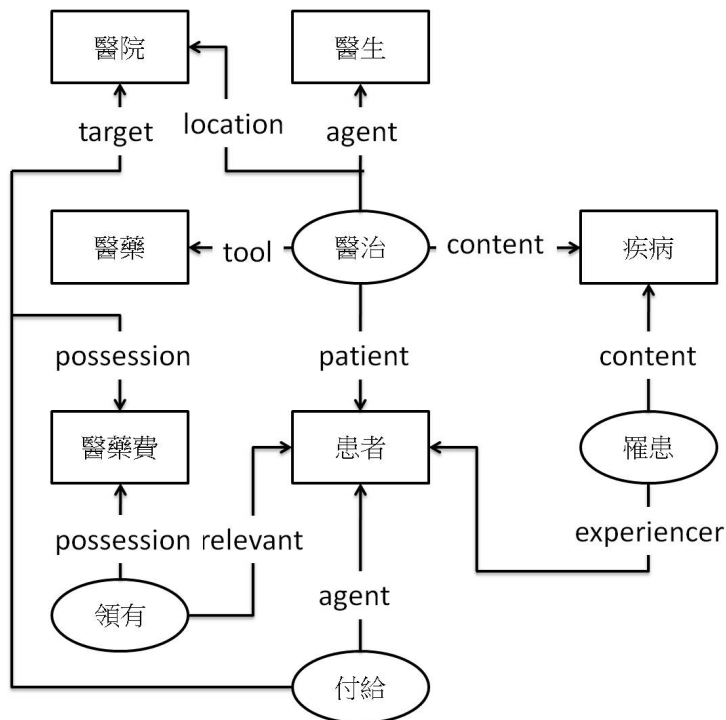 醫院
醫生
target
location
agent
醫藥
tool
醫治
content
疾病
possession
patient
content
醫藥費
患者
罹患
possession
relevant
experiencer
agent
領有
付給